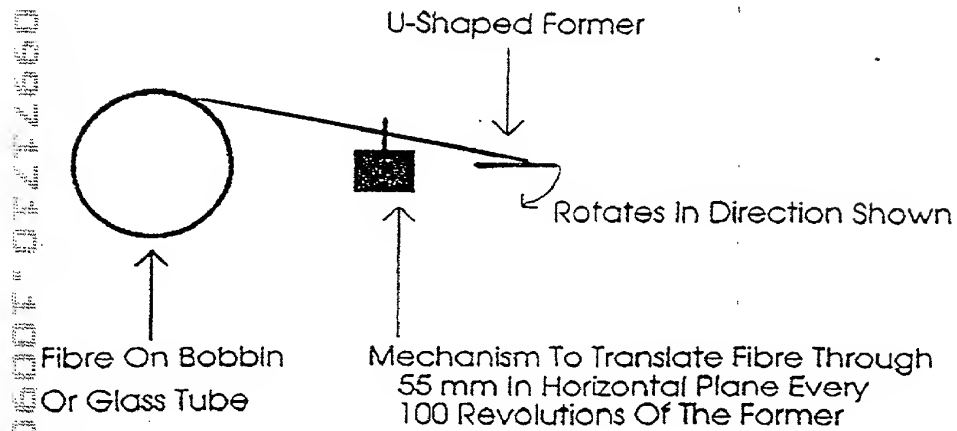 U-Shaped Former
Rotates In Direction Shown
Fibre On Bobbin
Or Glass Tube
Mechanism To Translate Fibre Through
55 mm In Horizontal Plane Every
100 Revolutions Of The Former